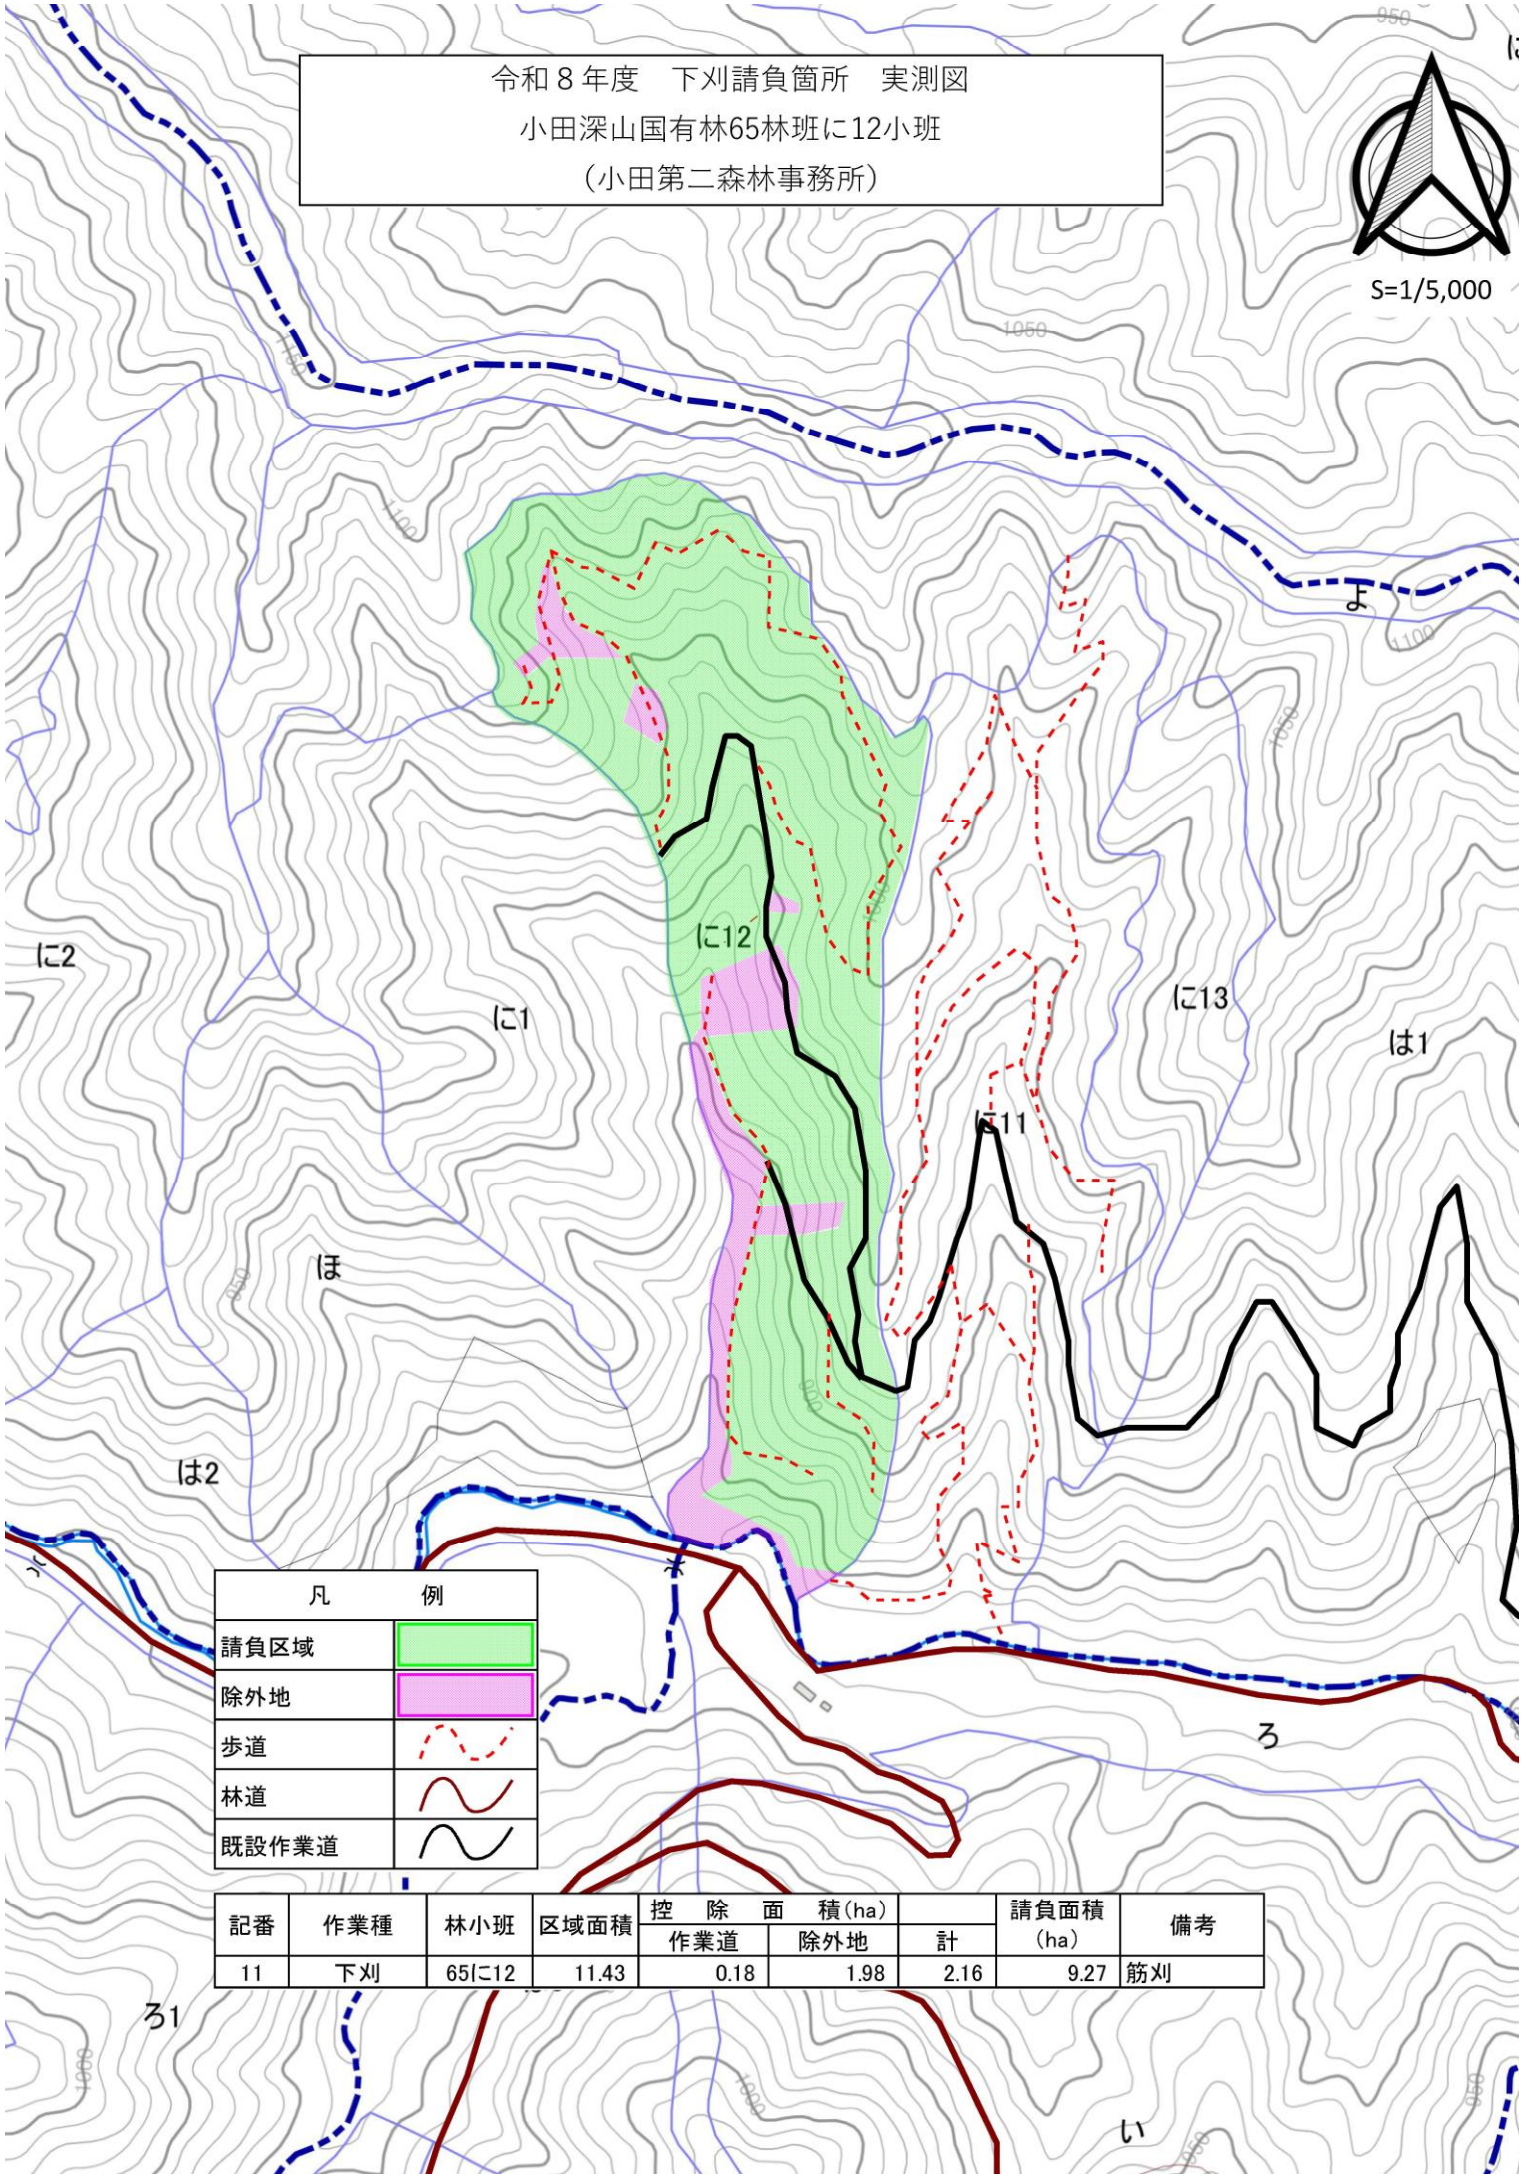 令和８年度　下刈請負箇所　実測図
小田深山国有林65林班に12小班
（小田第二森林事務所）
S=1/5,000
950
1050
1150
1100
よ
1100
1050
1000
に12
に2
に1
に13
は1
に11
ほ
950
900
は2
ろ
凡　例
請負区域
除外地
歩道
林道
既設作業道
記番 作業種 林小班 区域面積 控除面積(ha) 請負面積(ha) 備考
作業道 除外地 計
11 下刈 65に12 11.43 0.18 1.98 2.16 9.27 筋刈
ろ1
1000
1000
950
い
950